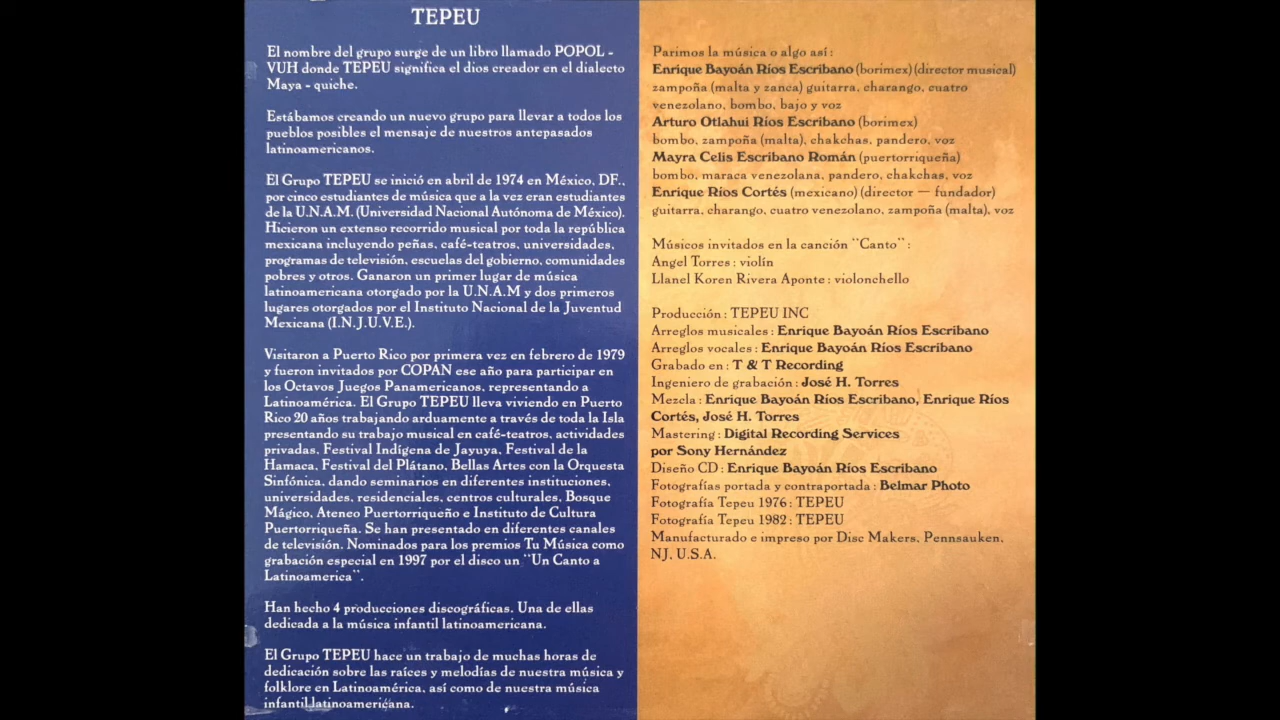 TEPEU
El nombre del grupo surge de un libro llamado POPOL -
VUH donde TEPEU significa el dios creador en el dialecto
Maya - quiche.
Estábamos creando un nuevo grupo para llevar a todos los
pueblos posibles el mensaje de nuestros antepasados
latinoamericanos.
El Grupo TEPEU se inició en abril de 1974 en México, DF.,
por cinco estudiantes de música que a la vez eran estudiantes
de la U.N.A.M. (Universidad Nacional Autónoma de México).
Hicieron un extenso recorrido musical por toda la república
mexicana incluyendo peñas, café-teatros, universidades,
programas de televisión, escuelas del gobierno, comunidades
pobres y otros. Ganaron un primer lugar de música
latinoamericana otorgado por la U.N.A.M y dos primeros
lugares otorgados por el Instituto Nacional de la Juventud
Mexicana (I.N.J.U.V.E.).
Visitaron a Puerto Rico por primera vez en febrero de 1979
y fueron invitados por COPAN ese año para participar en
los Octavos Juegos Panamericanos, representando a
Latinoamérica. El Grupo TEPEU lleva viviendo en Puerto
Rico 20 años trabajando arduamente a través de toda la Isla
presentando su trabajo musical en café-teatros, actividades
privadas, Festival Indígena de Jayuya, Festival de la
Hamaca, Festival del Plátano, Bellas Artes con la Orquesta
Sinfónica, dando seminarios en diferentes instituciones,
universidades, residenciales, centros culturales, Bosque
Mágico, Ateneo Puertorriqueño e Instituto de Cultura
Puertorriqueña. Se han presentado en diferentes canales
de televisión. Nominados para los premios Tu Música como
grabación especial en 1997 por el disco un "Un Canto a
Latinoamerica".
Han hecho 4 producciones discográficas. Una de ellas
dedicada a la música infantil latinoamericana.
El Grupo TEPEU hace un trabajo de muchas horas de
dedicación sobre las raíces y melodías de nuestra música y
folklore en Latinoamérica, así como de nuestra música
infantil latinoamericana.
Parimos la música o algo así :
Enrique Bayoán Ríos Escribano (borimex) (director musical)
zampoña (malta y zanca) guitarra, charango, cuatro
venezolano, bombo, bajo y voz
Arturo Otlahui Ríos Escribano (borimex)
bombo, zampoña (malta), chakchas, pandero, voz
Mayra Celis Escribano Román (puertorriqueña)
bombo, maraca venezolana, pandero, chakchas, voz
Enrique Ríos Cortés (mexicano) (director — fundador)
guitarra, charango, cuatro venezolano, zampoña (malta), voz
Músicos invitados en la canción "Canto" :
Angel Torres : violín
Llanel Koren Rivera Aponte : violonchello
Producción : TEPEU INC
Arreglos musicales : Enrique Bayoán Ríos Escribano
Arreglos vocales : Enrique Bayoán Ríos Escribano
Grabado en : T & T Recording
Ingeniero de grabación : José H. Torres
Mezcla : Enrique Bayoán Ríos Escribano, Enrique Ríos
Cortés, José H. Torres
Mastering : Digital Recording Services
por Sony Hernández
Diseño CD : Enrique Bayoán Ríos Escribano
Fotografías portada y contraportada : Belmar Photo
Fotografía Tepeu 1976 : TEPEU
Fotografía Tepeu 1982 : TEPEU
Manufacturado e impreso por Disc Makers, Pennsauken,
NJ, U.S.A.